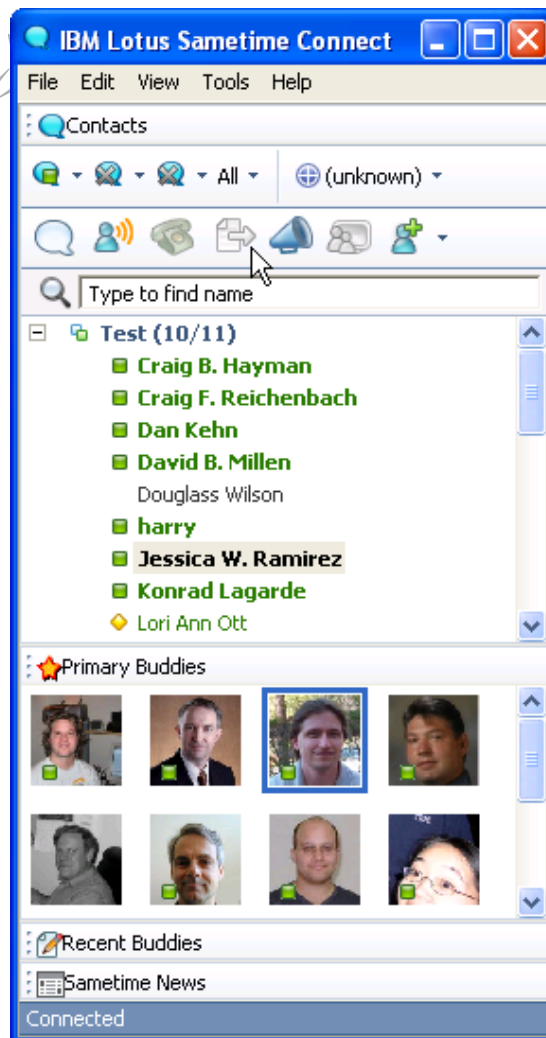 IBM Lotus Sametime Connect
File Edit View Tools Help
Contacts
All (unknown)
Type to find name
Test (10/11)
Craig B. Hayman
Craig F. Reichenbach
Dan Kehn
David B. Millen
Douglass Wilson
harry
Jessica W. Ramirez
Konrad Lagarde
Lori Ann Ott
Primary Buddies
Recent Buddies
Sametime News
Connected